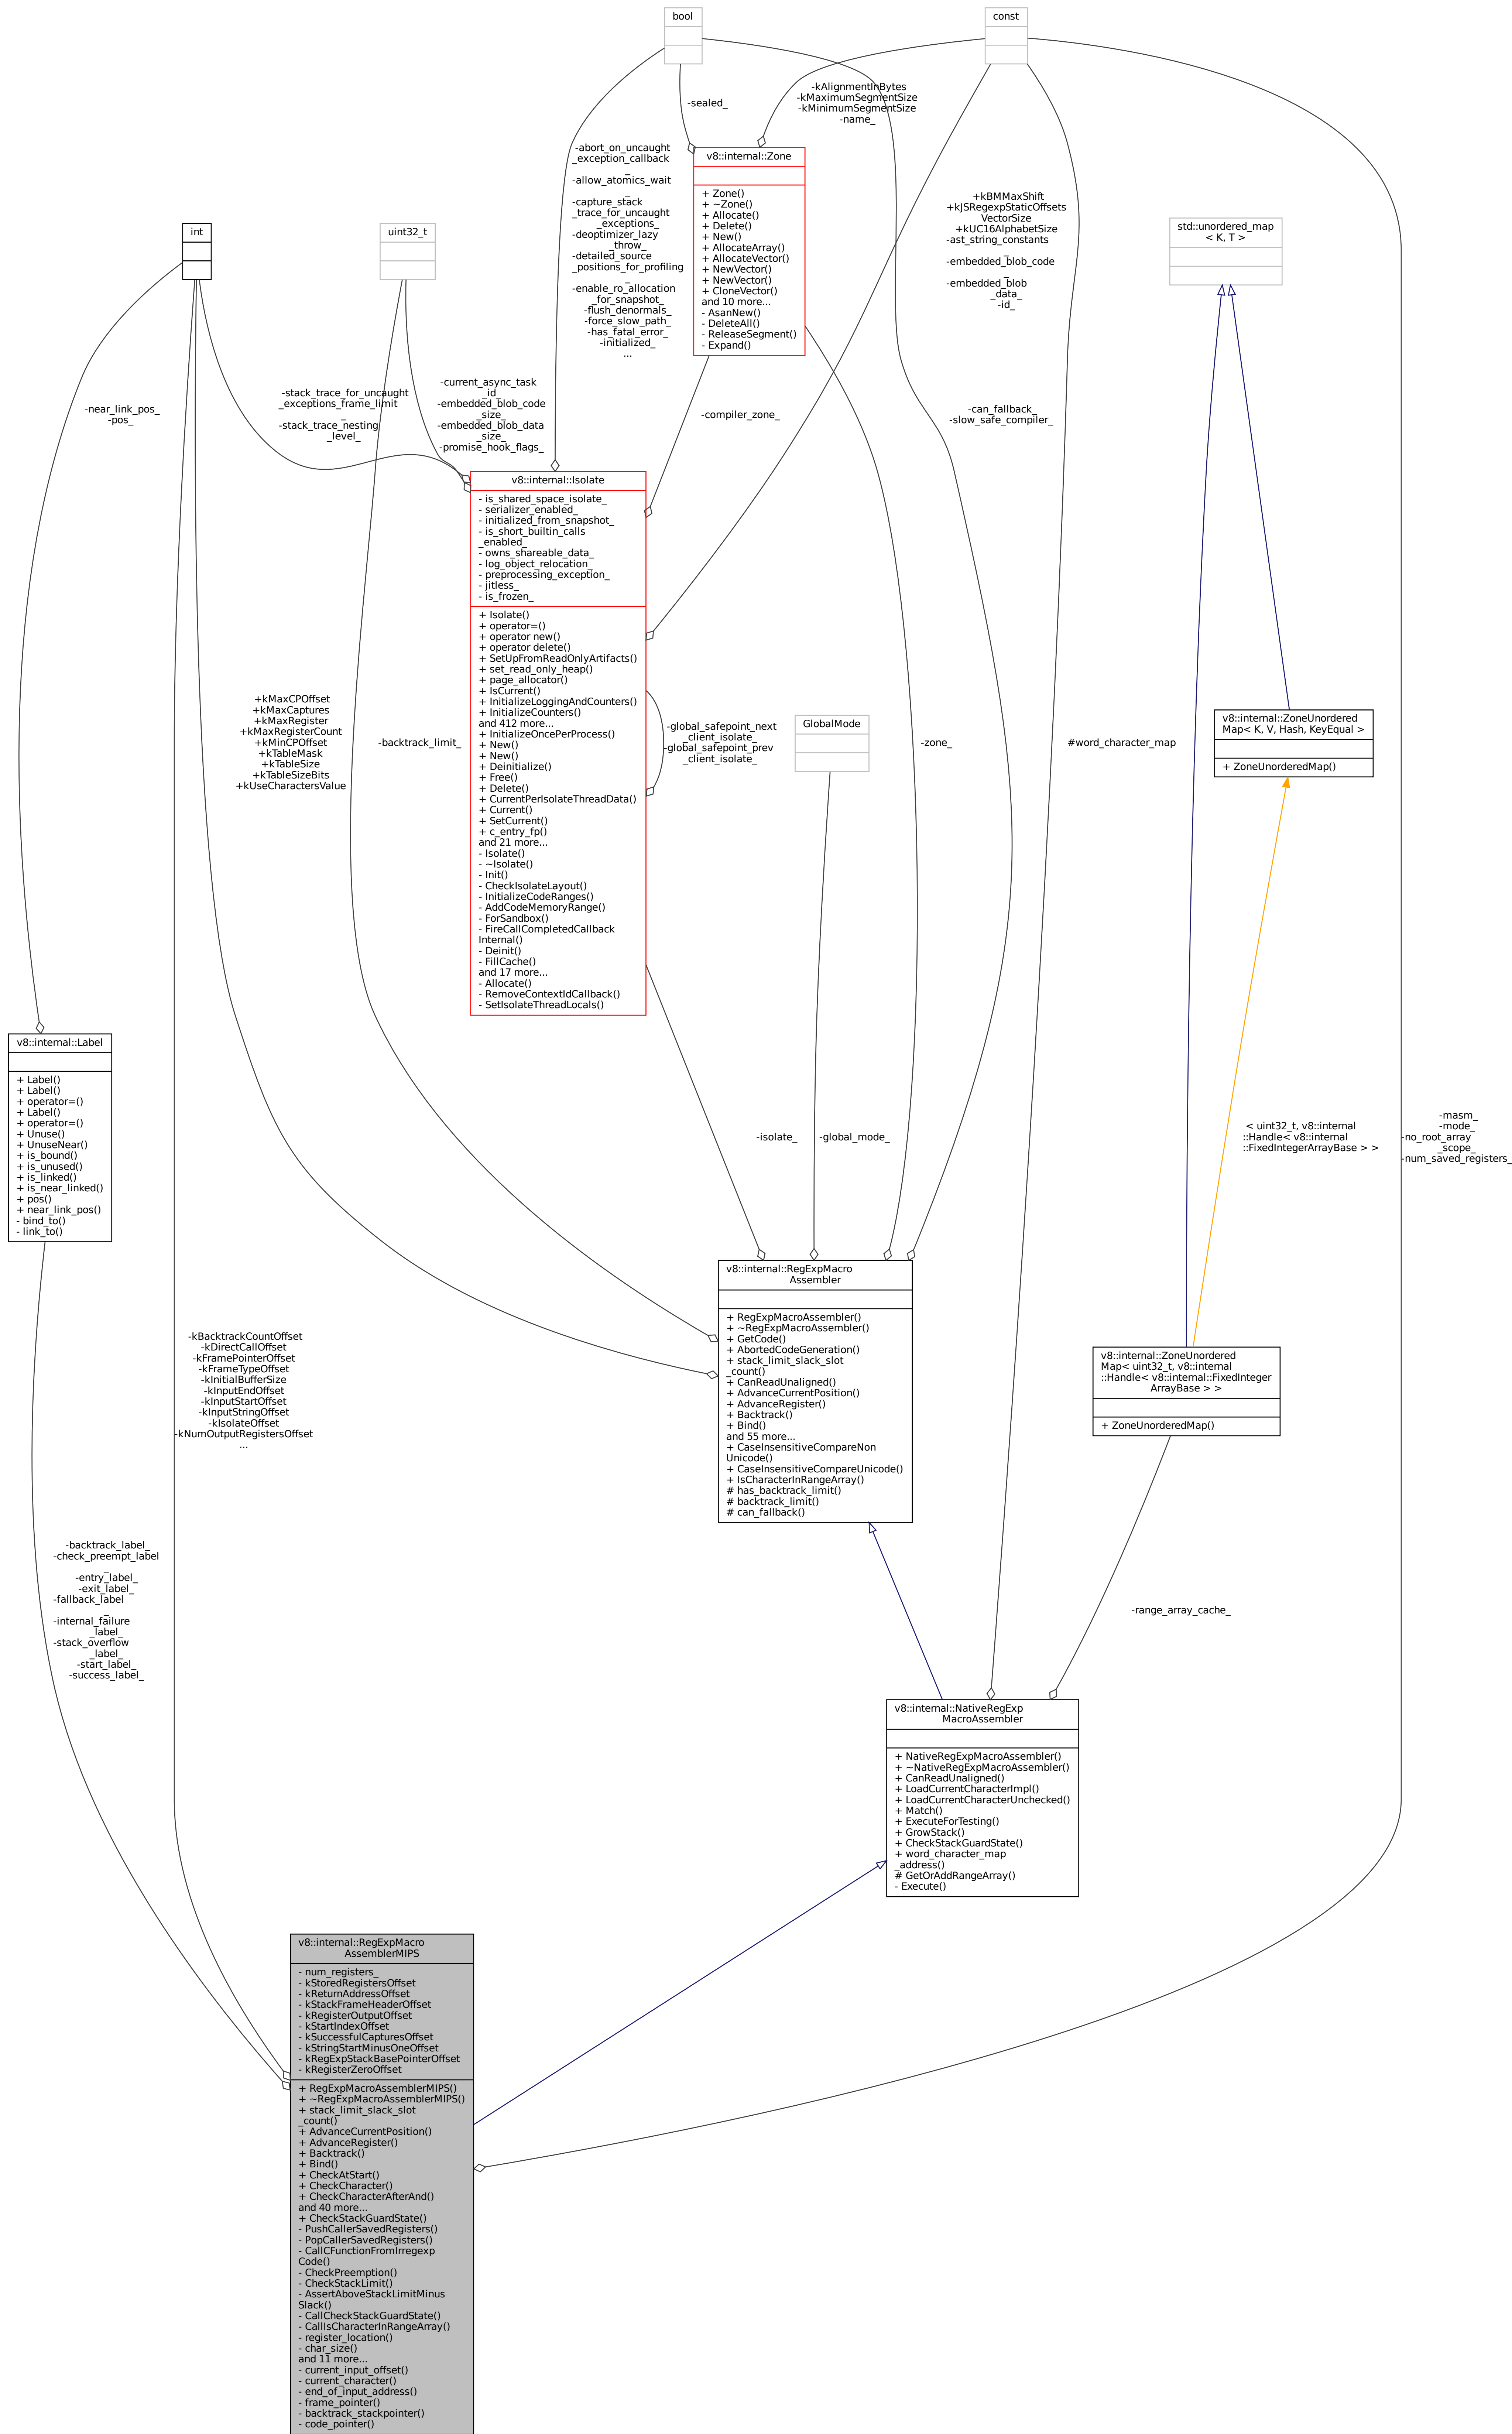 bool
const
-sealed_
-kAlignmentInBytes
-kMaximumSegmentSize
-kMinimumSegmentSize
-name_
-abort_on_uncaught
_exception_callback
_
-allow_atomics_wait
_
-capture_stack
_trace_for_uncaught
_exceptions_
-deoptimizer_lazy
_throw_
-detailed_source
_positions_for_profiling
_
-enable_ro_allocation
_for_snapshot_
-flush_denormals_
-force_slow_path_
-has_fatal_error_
-initialized_
...
v8::internal::Zone
+ Zone()
+ ~Zone()
+ Allocate()
+ Delete()
+ New()
+ AllocateArray()
+ AllocateVector()
+ NewVector()
+ NewVector()
+ CloneVector()
and 10 more...
- AsanNew()
- DeleteAll()
- ReleaseSegment()
- Expand()
+kBMMaxShift
+kJSRegexpStaticOffsets
VectorSize
+kUC16AlphabetSize
-ast_string_constants
_
-embedded_blob_code
_
-embedded_blob
_data_
-id_
int
uint32_t
std::unordered_map
< K, T >
-near_link_pos_
-pos_
-stack_trace_for_uncaught
_exceptions_frame_limit
_
-stack_trace_nesting
_level_
-current_async_task
_id_
-embedded_blob_code
_size_
-embedded_blob_data
_size_
-promise_hook_flags_
-compiler_zone_
-can_fallback_
-slow_safe_compiler_
v8::internal::Isolate
- is_shared_space_isolate_
- serializer_enabled_
- initialized_from_snapshot_
- is_short_builtin_calls
_enabled_
- owns_shareable_data_
- log_object_relocation_
- preprocessing_exception_
- jitless_
- is_frozen_
+ Isolate()
+ operator=()
+ operator new()
+ operator delete()
+ SetUpFromReadOnlyArtifacts()
+ set_read_only_heap()
+ page_allocator()
+ IsCurrent()
+ InitializeLoggingAndCounters()
+ InitializeCounters()
and 412 more...
+ InitializeOncePerProcess()
+ New()
+ New()
+ Deinitialize()
+ Free()
+ Delete()
+ CurrentPerIsolateThreadData()
+ Current()
+ SetCurrent()
+ c_entry_fp()
and 21 more...
- Isolate()
- ~Isolate()
- Init()
- CheckIsolateLayout()
- InitializeCodeRanges()
- AddCodeMemoryRange()
- ForSandbox()
- FireCallCompletedCallback
Internal()
- Deinit()
- FillCache()
and 17 more...
- Allocate()
- RemoveContextIdCallback()
- SetIsolateThreadLocals()
+kMaxCPOffset
+kMaxCaptures
+kMaxRegister
+kMaxRegisterCount
+kMinCPOffset
+kTableMask
+kTableSize
+kTableSizeBits
+kUseCharactersValue
-backtrack_limit_
-global_safepoint_next
_client_isolate_
-global_safepoint_prev
_client_isolate_
GlobalMode
-zone_
#word_character_map
v8::internal::ZoneUnordered
Map< K, V, Hash, KeyEqual >
+ ZoneUnorderedMap()
v8::internal::Label
+ Label()
+ Label()
+ operator=()
+ Label()
+ operator=()
+ Unuse()
+ UnuseNear()
+ is_bound()
+ is_unused()
+ is_linked()
+ is_near_linked()
+ pos()
+ near_link_pos()
- bind_to()
- link_to()
-isolate_
-global_mode_
< uint32_t, v8::internal
::Handle< v8::internal
::FixedIntegerArrayBase > >
-masm_
-mode_
-no_root_array
_scope_
-num_saved_registers_
v8::internal::RegExpMacro
Assembler
+ RegExpMacroAssembler()
+ ~RegExpMacroAssembler()
+ GetCode()
+ AbortedCodeGeneration()
+ stack_limit_slack_slot
_count()
+ CanReadUnaligned()
+ AdvanceCurrentPosition()
+ AdvanceRegister()
+ Backtrack()
+ Bind()
and 55 more...
+ CaseInsensitiveCompareNon
Unicode()
+ CaseInsensitiveCompareUnicode()
+ IsCharacterInRangeArray()
# has_backtrack_limit()
# backtrack_limit()
# can_fallback()
-kBacktrackCountOffset
-kDirectCallOffset
-kFramePointerOffset
-kFrameTypeOffset
-kInitialBufferSize
-kInputEndOffset
-kInputStartOffset
-kInputStringOffset
-kIsolateOffset
-kNumOutputRegistersOffset
...
v8::internal::ZoneUnordered
Map< uint32_t, v8::internal
::Handle< v8::internal::FixedInteger
ArrayBase > >
+ ZoneUnorderedMap()
-backtrack_label_
-check_preempt_label
_
-entry_label_
-exit_label_
-fallback_label
_
-internal_failure
_label_
-stack_overflow
_label_
-start_label_
-success_label_
-range_array_cache_
v8::internal::NativeRegExp
MacroAssembler
+ NativeRegExpMacroAssembler()
+ ~NativeRegExpMacroAssembler()
+ CanReadUnaligned()
+ LoadCurrentCharacterImpl()
+ LoadCurrentCharacterUnchecked()
+ Match()
+ ExecuteForTesting()
+ GrowStack()
+ CheckStackGuardState()
+ word_character_map
_address()
# GetOrAddRangeArray()
- Execute()
v8::internal::RegExpMacro
AssemblerMIPS
- num_registers_
- kStoredRegistersOffset
- kReturnAddressOffset
- kStackFrameHeaderOffset
- kRegisterOutputOffset
- kStartIndexOffset
- kSuccessfulCapturesOffset
- kStringStartMinusOneOffset
- kRegExpStackBasePointerOffset
- kRegisterZeroOffset
+ RegExpMacroAssemblerMIPS()
+ ~RegExpMacroAssemblerMIPS()
+ stack_limit_slack_slot
_count()
+ AdvanceCurrentPosition()
+ AdvanceRegister()
+ Backtrack()
+ Bind()
+ CheckAtStart()
+ CheckCharacter()
+ CheckCharacterAfterAnd()
and 40 more...
+ CheckStackGuardState()
- PushCallerSavedRegisters()
- PopCallerSavedRegisters()
- CallCFunctionFromIrregexp
Code()
- CheckPreemption()
- CheckStackLimit()
- AssertAboveStackLimitMinus
Slack()
- CallCheckStackGuardState()
- CallIsCharacterInRangeArray()
- register_location()
- char_size()
and 11 more...
- current_input_offset()
- current_character()
- end_of_input_address()
- frame_pointer()
- backtrack_stackpointer()
- code_pointer()